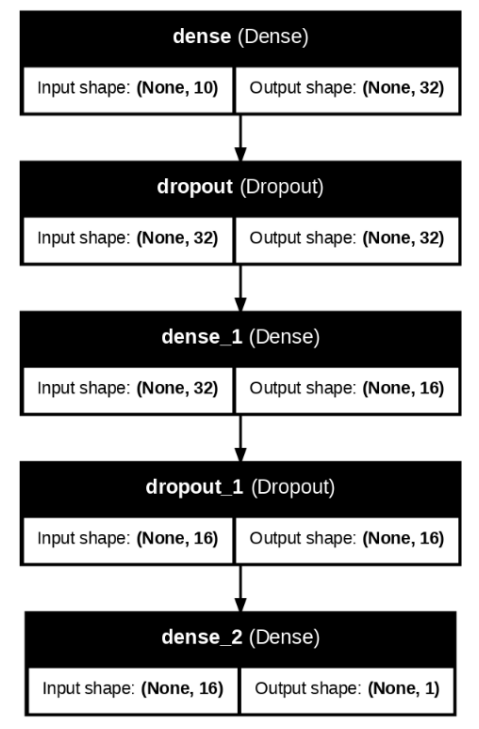 dense (Dense)
Input shape: (None, 10) Output shape: (None, 32)
dropout (Dropout)
Input shape: (None, 32) Output shape: (None, 32)
dense_1 (Dense)
Input shape: (None, 32) Output shape: (None, 16)
dropout_1 (Dropout)
Input shape: (None, 16) Output shape: (None, 16)
dense_2 (Dense)
Input shape: (None, 16) Output shape: (None, 1)